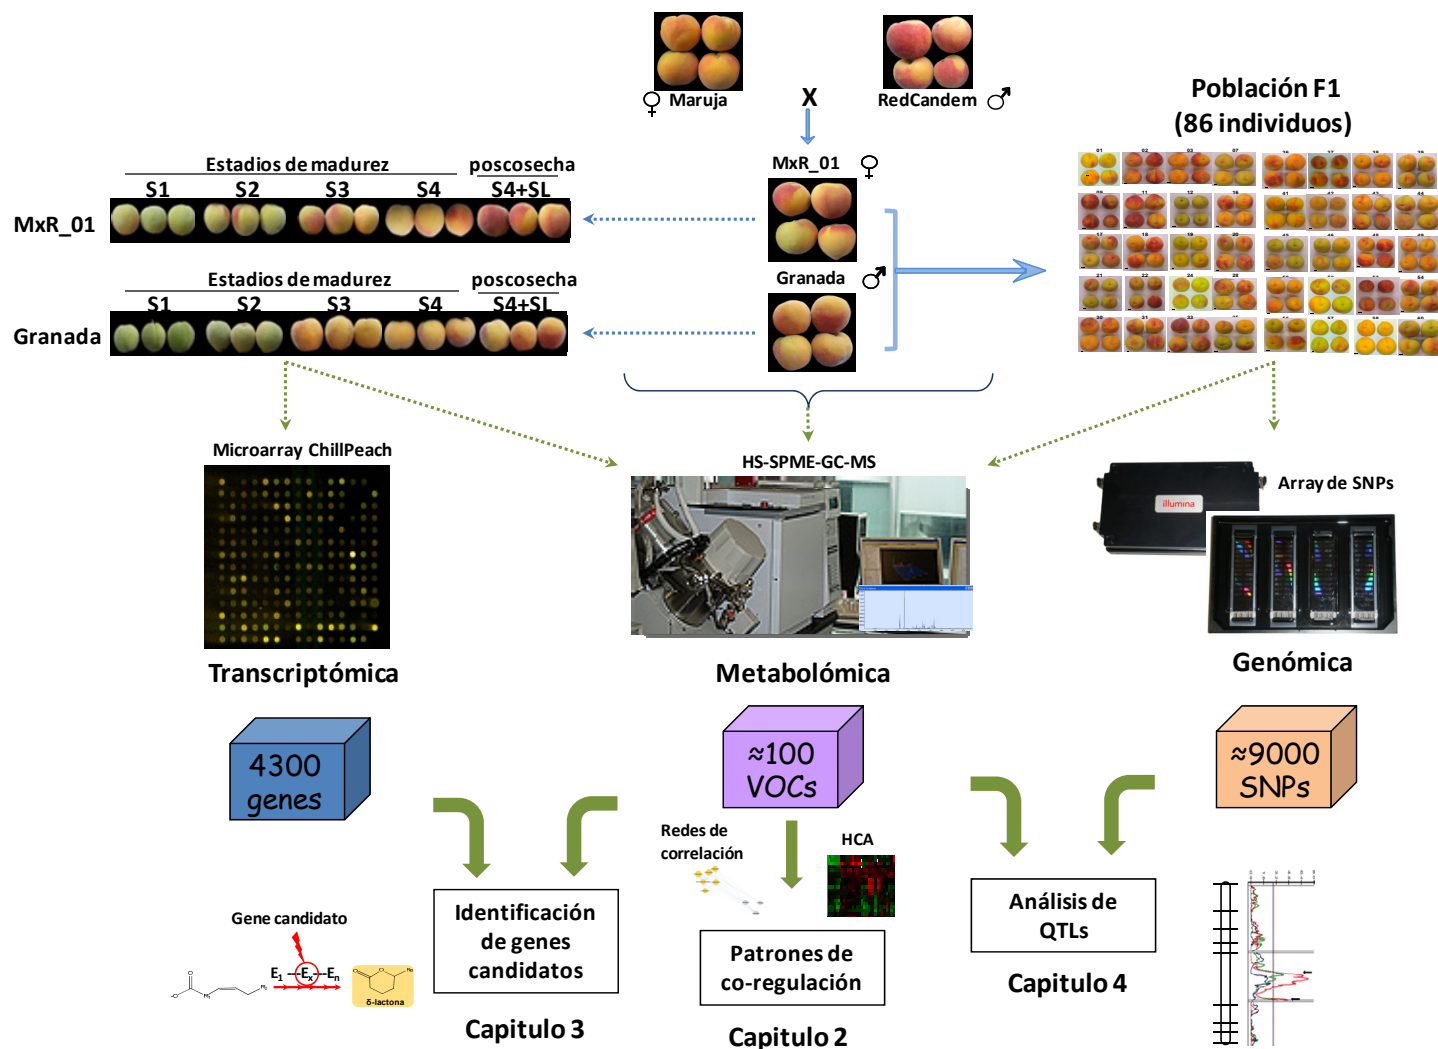 ♀ Maruja
X
RedCandem ♂
Población F1
(86 individuos)
MxR_01 ♀
Granada ♂
Estadios de madurez
poscosecha
S1 S2 S3 S4 S4+SL
MxR_01
Estadios de madurez
poscosecha
S1 S2 S3 S4 S4+SL
Granada
Microarray ChillPeach
HS-SPME-GC-MS
illumina
Array de SNPs
Transcriptómica
Metabolómica
Genómica
4300
genes
≈100
VOCs
≈9000
SNPs
Redes de
correlación
HCA
Identificación
de genes
candidatos
Patrones de
co-regulación
Análisis de
QTLs
Gene candidato
E1 ---Ex---En
δ-lactona
Capitulo 3
Capitulo 2
Capitulo 4